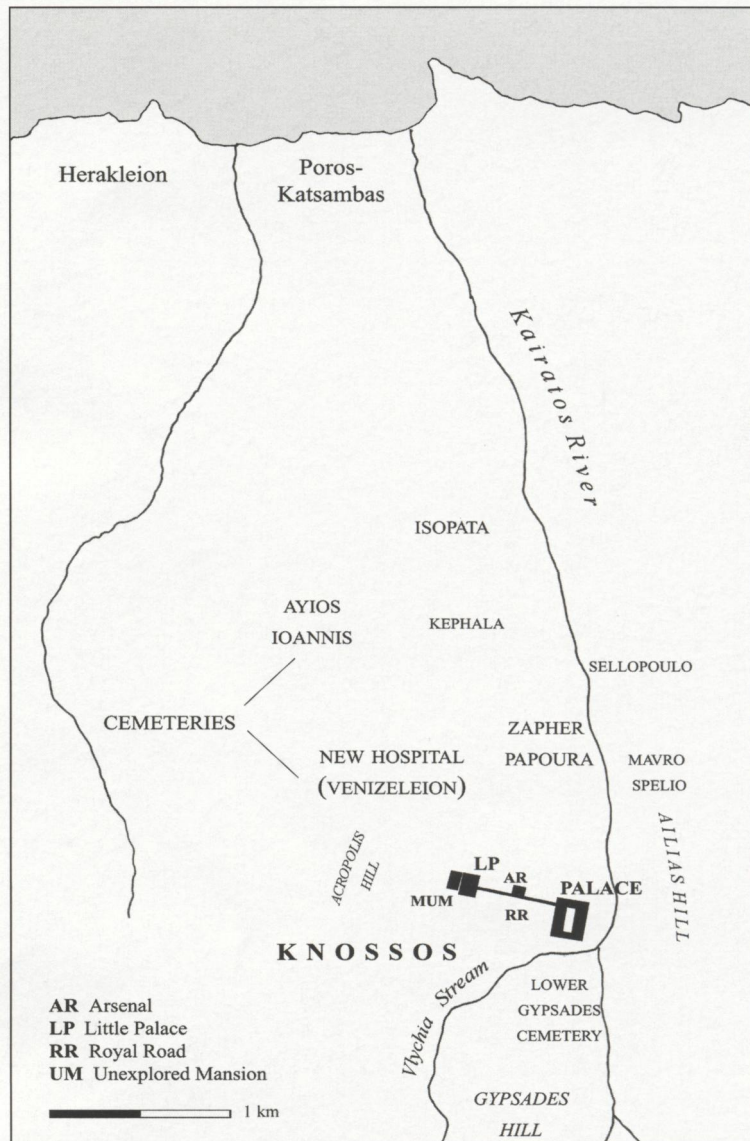 Herakleion
Poros-
Katsambas
Kairatos River
ISOPATA
AYIOS
IOANNIS
KEPHALA
SELLOPOULO
CEMETERIES
ZAPHER
PAPOURA
NEW HOSPITAL
(VENIZELEION)
MAVRO
SPELIO
AILIAS HILL
ACROPOLIS
HILL
LP
AR
PALACE
MUM
RR
KNOSSOS
Vlychia Stream
LOWER
GYPSADES
CEMETERY
AR Arsenal
LP Little Palace
RR Royal Road
UM Unexplored Mansion
1 km
GYPSADES
HILL